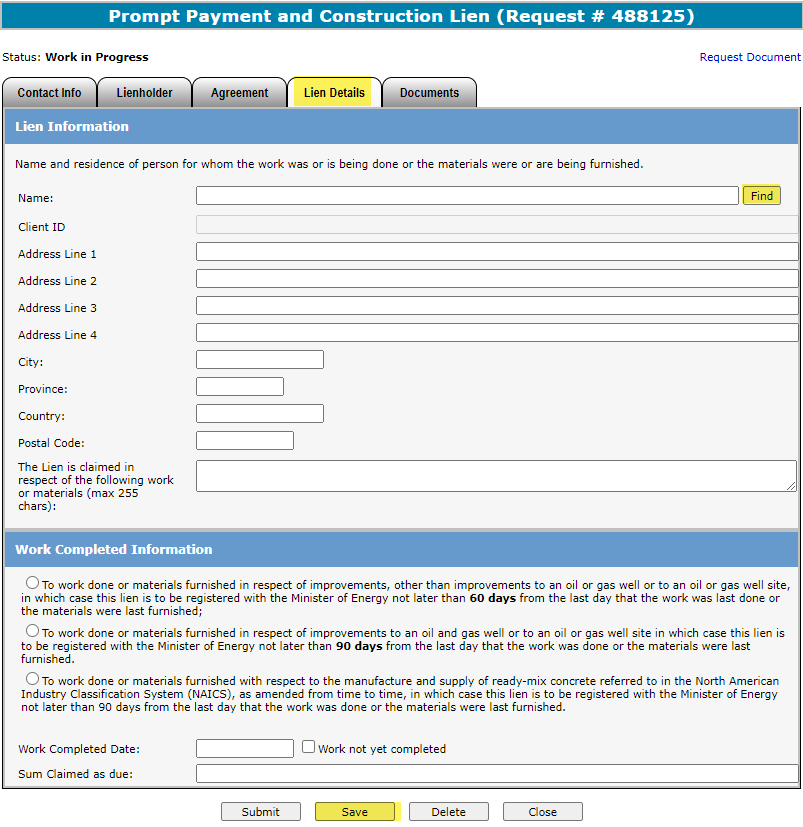 Prompt Payment and Construction Lien (Request # 488125)
Status: Work in Progress
Request Document
Contact Info
Lienholder
Agreement
Lien Details
Documents
Lien Information
Name and residence of person for whom the work was or is being done or the materials were or are being furnished.
Name:
Find
Client ID
Address Line 1
Address Line 2
Address Line 3
Address Line 4
City:
Province:
Country:
Postal Code:
The Lien is claimed in
respect of the following work
or materials (max 255
chars):
Work Completed Information
To work done or materials furnished in respect of improvements, other than improvements to an oil or gas well or to an oil or gas well site,
in which case this lien is to be registered with the Minister of Energy not later than 60 days from the last day that the work was last done or
the materials were last furnished;
To work done or materials furnished in respect of improvements to an oil and gas well or to an oil or gas well site in which case this lien is
to be registered with the Minister of Energy not later than 90 days from the last day that the work was done or the materials were last
furnished.
To work done or materials furnished with respect to the manufacture and supply of ready-mix concrete referred to in the North American
Industry Classification System (NAICS), as amended from time to time, in which case this lien is to be registered with the Minister of Energy
not later than 90 days from the last day that the work was done or the materials were last furnished.
Work Completed Date:
Work not yet completed
Sum Claimed as due:
Submit
Save
Delete
Close